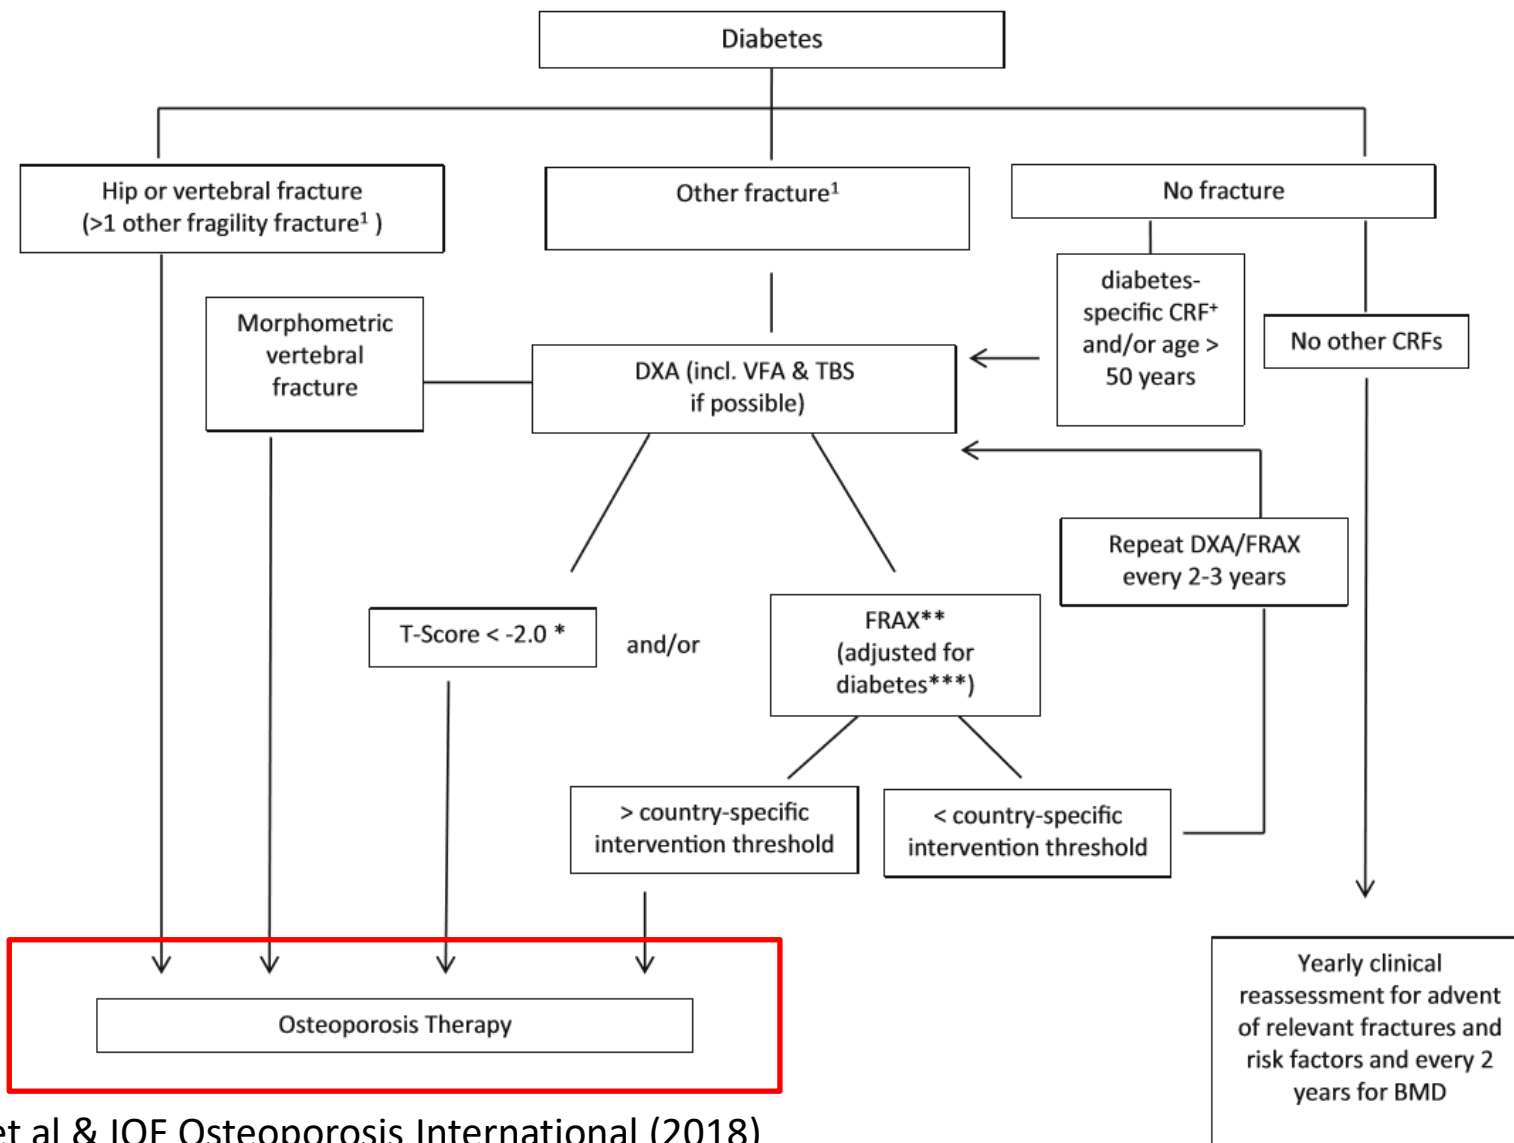 Diabetes
Hip or vertebral fracture
(>1 other fragility fracture¹ )
Other fracture¹
No fracture
Morphometric
vertebral
fracture
DXA (incl. VFA & TBS
if possible)
diabetes-
specific CRF⁺
and/or age >
50 years
No other CRFs
Repeat DXA/FRAX
every 2-3 years
T-Score < -2.0 *
and/or
FRAX**
(adjusted for
diabetes***)
> country-specific
intervention threshold
< country-specific
intervention threshold
Osteoporosis Therapy
Yearly clinical
reassessment for advent
of relevant fractures and
risk factors and every 2
years for BMD
et al & IOF Osteoporosis International (2018)